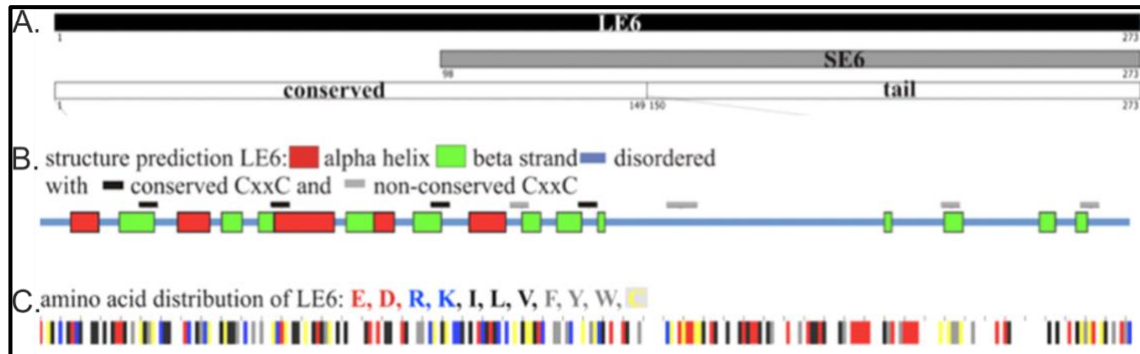 A.
LE6
1 273
SE6
98 273
conserved tail
1 149 150 273
B. structure prediction LE6: alpha helix beta strand disordered
with conserved CxxC and non-conserved CxxC
C. amino acid distribution of LE6: E, D, R, K, I, L, V, F, Y, W, C